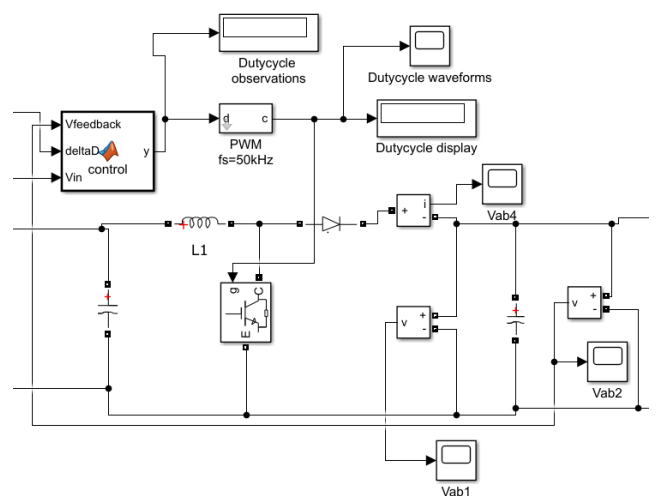 Dutycycle
observations
Dutycycle waveforms
Vfeedback
deltaD
y
control
Vin
d
c
PWM
fs=50kHz
Dutycycle display
+
i
-
Vab4
L1
g
C
E
v
+
-
v
+
-
Vab2
Vab1